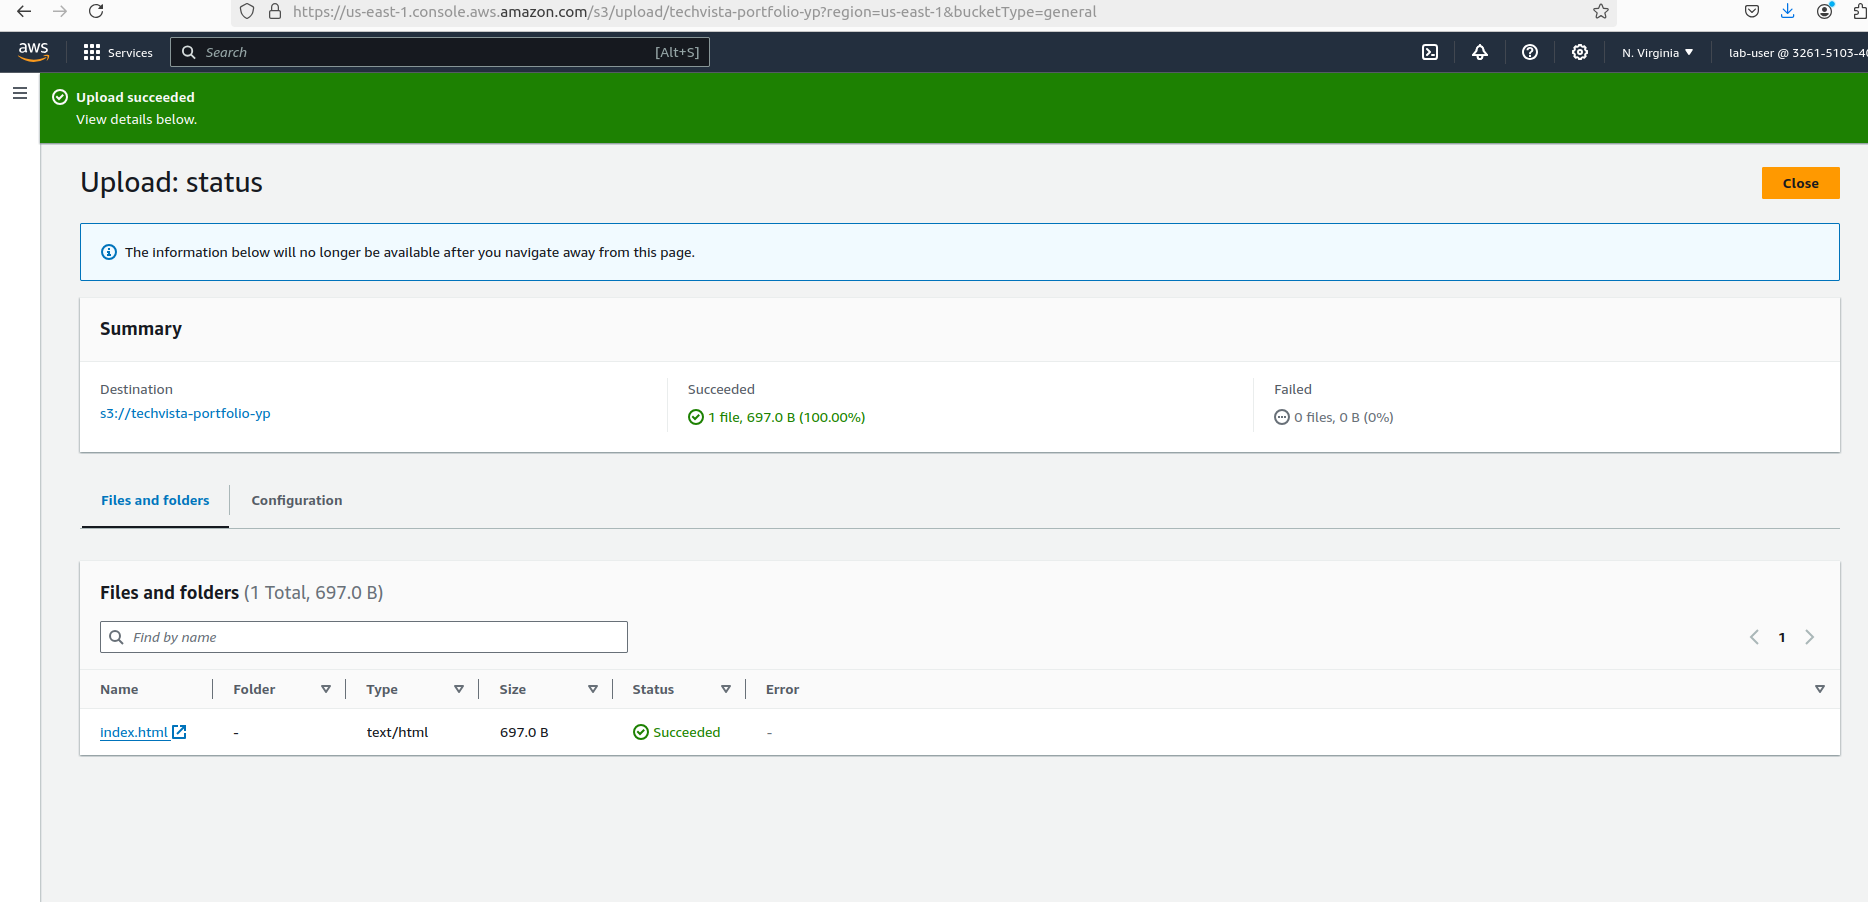 https://us-east-1.console.aws.amazon.com/s3/upload/techvista-portfolio-yp?region=us-east-1&bucketType=general
aws Services Search [Alt+S] N. Virginia lab-user @ 3261-5103-40
Upload succeeded
View details below.
Upload: status
Close
The information below will no longer be available after you navigate away from this page.
Summary
Destination
s3://techvista-portfolio-yp
Succeeded
1 file, 697.0 B (100.00%)
Failed
0 files, 0 B (0%)
Files and folders Configuration
Files and folders (1 Total, 697.0 B)
Find by name
1
Name Folder Type Size Status Error
index.html - text/html 697.0 B Succeeded -